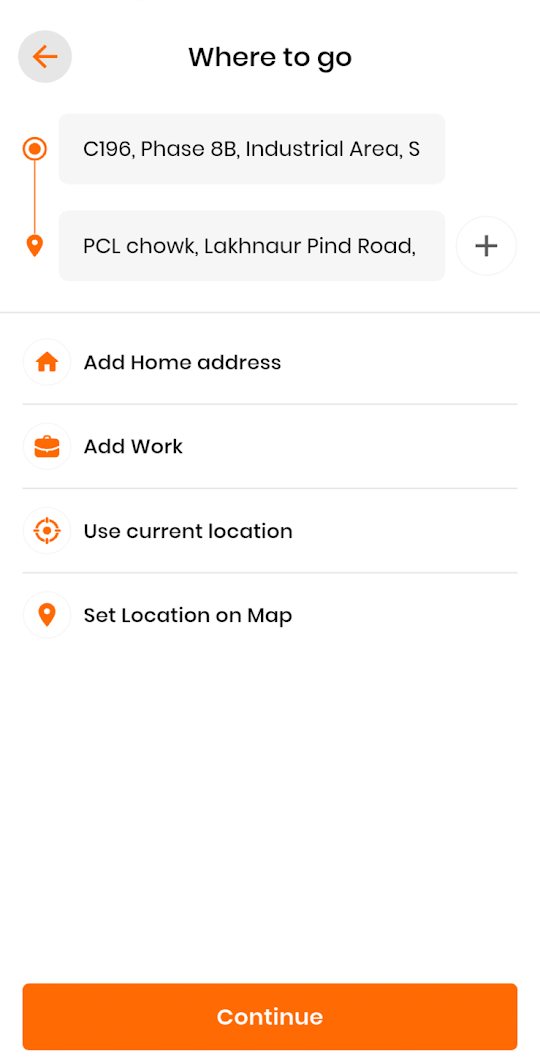 Where to go
C196, Phase 8B, Industrial Area, S
PCL chowk, Lakhnaur Pind Road,
Add Home address
Add Work
Use current location
Set Location on Map
Continue